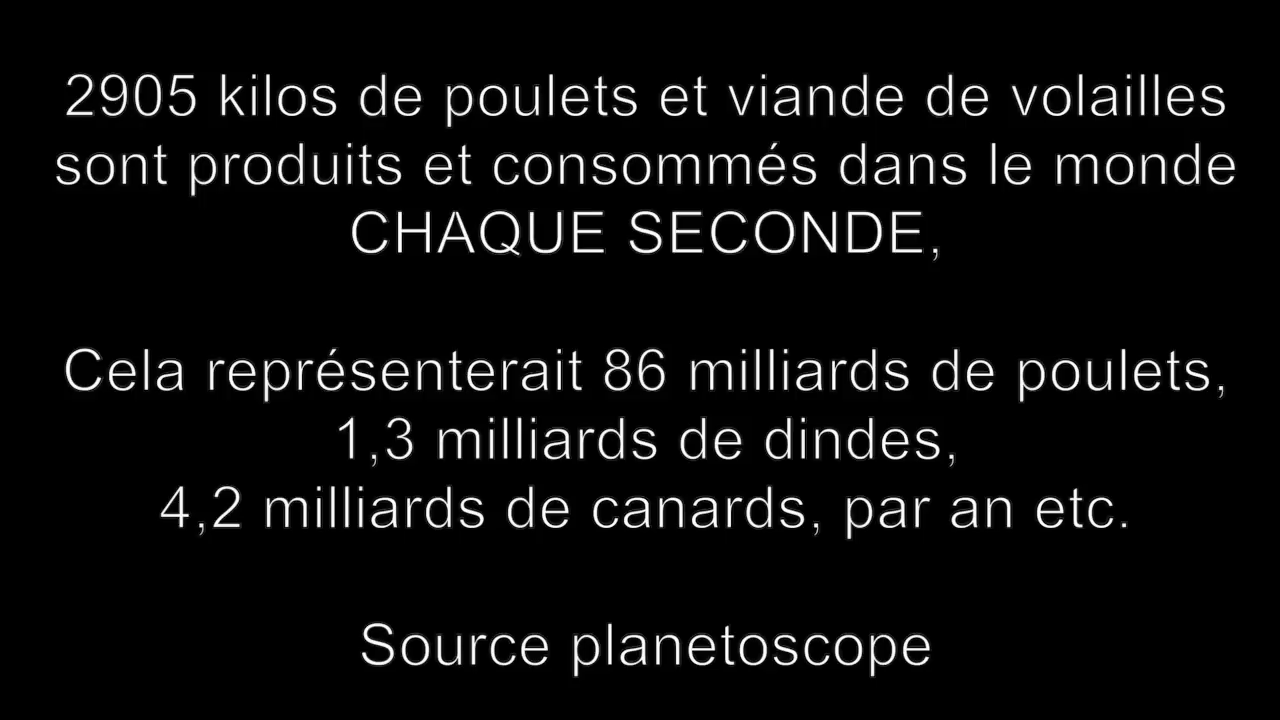 2905 kilos de poulets et viande de volailles
sont produits et consommés dans le monde
CHAQUE SECONDE,
Cela représenterait 86 milliards de poulets,
1,3 milliards de dindes,
4,2 milliards de canards, par an etc.
Source planetoscope